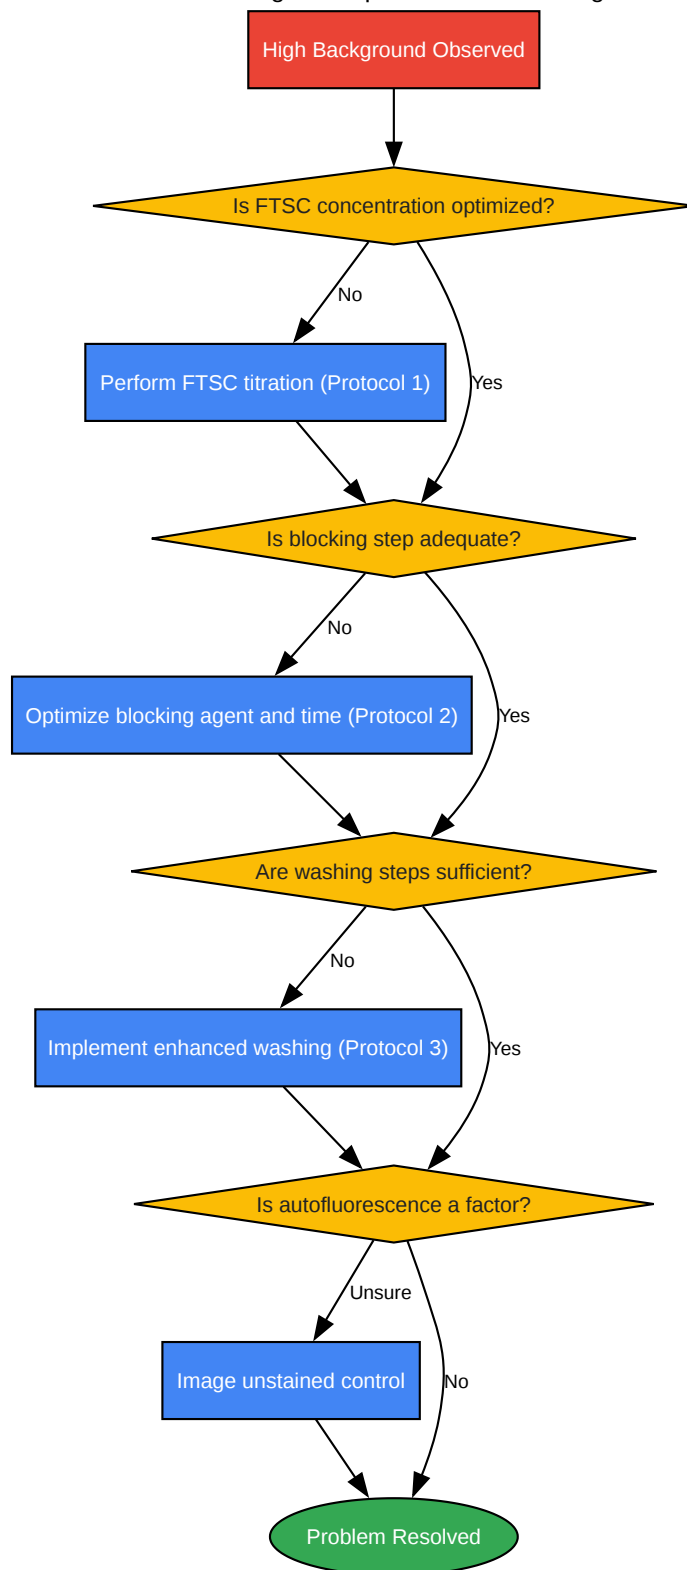 High Background Observed
Is FTSC concentration optimized?
No
Perform FTSC titration (Protocol 1)
Yes
Is blocking step adequate?
No
Optimize blocking agent and time (Protocol 2)
Yes
Are washing steps sufficient?
No
Implement enhanced washing (Protocol 3)
Yes
Is autofluorescence a factor?
Unsure
Image unstained control
No
Problem Resolved